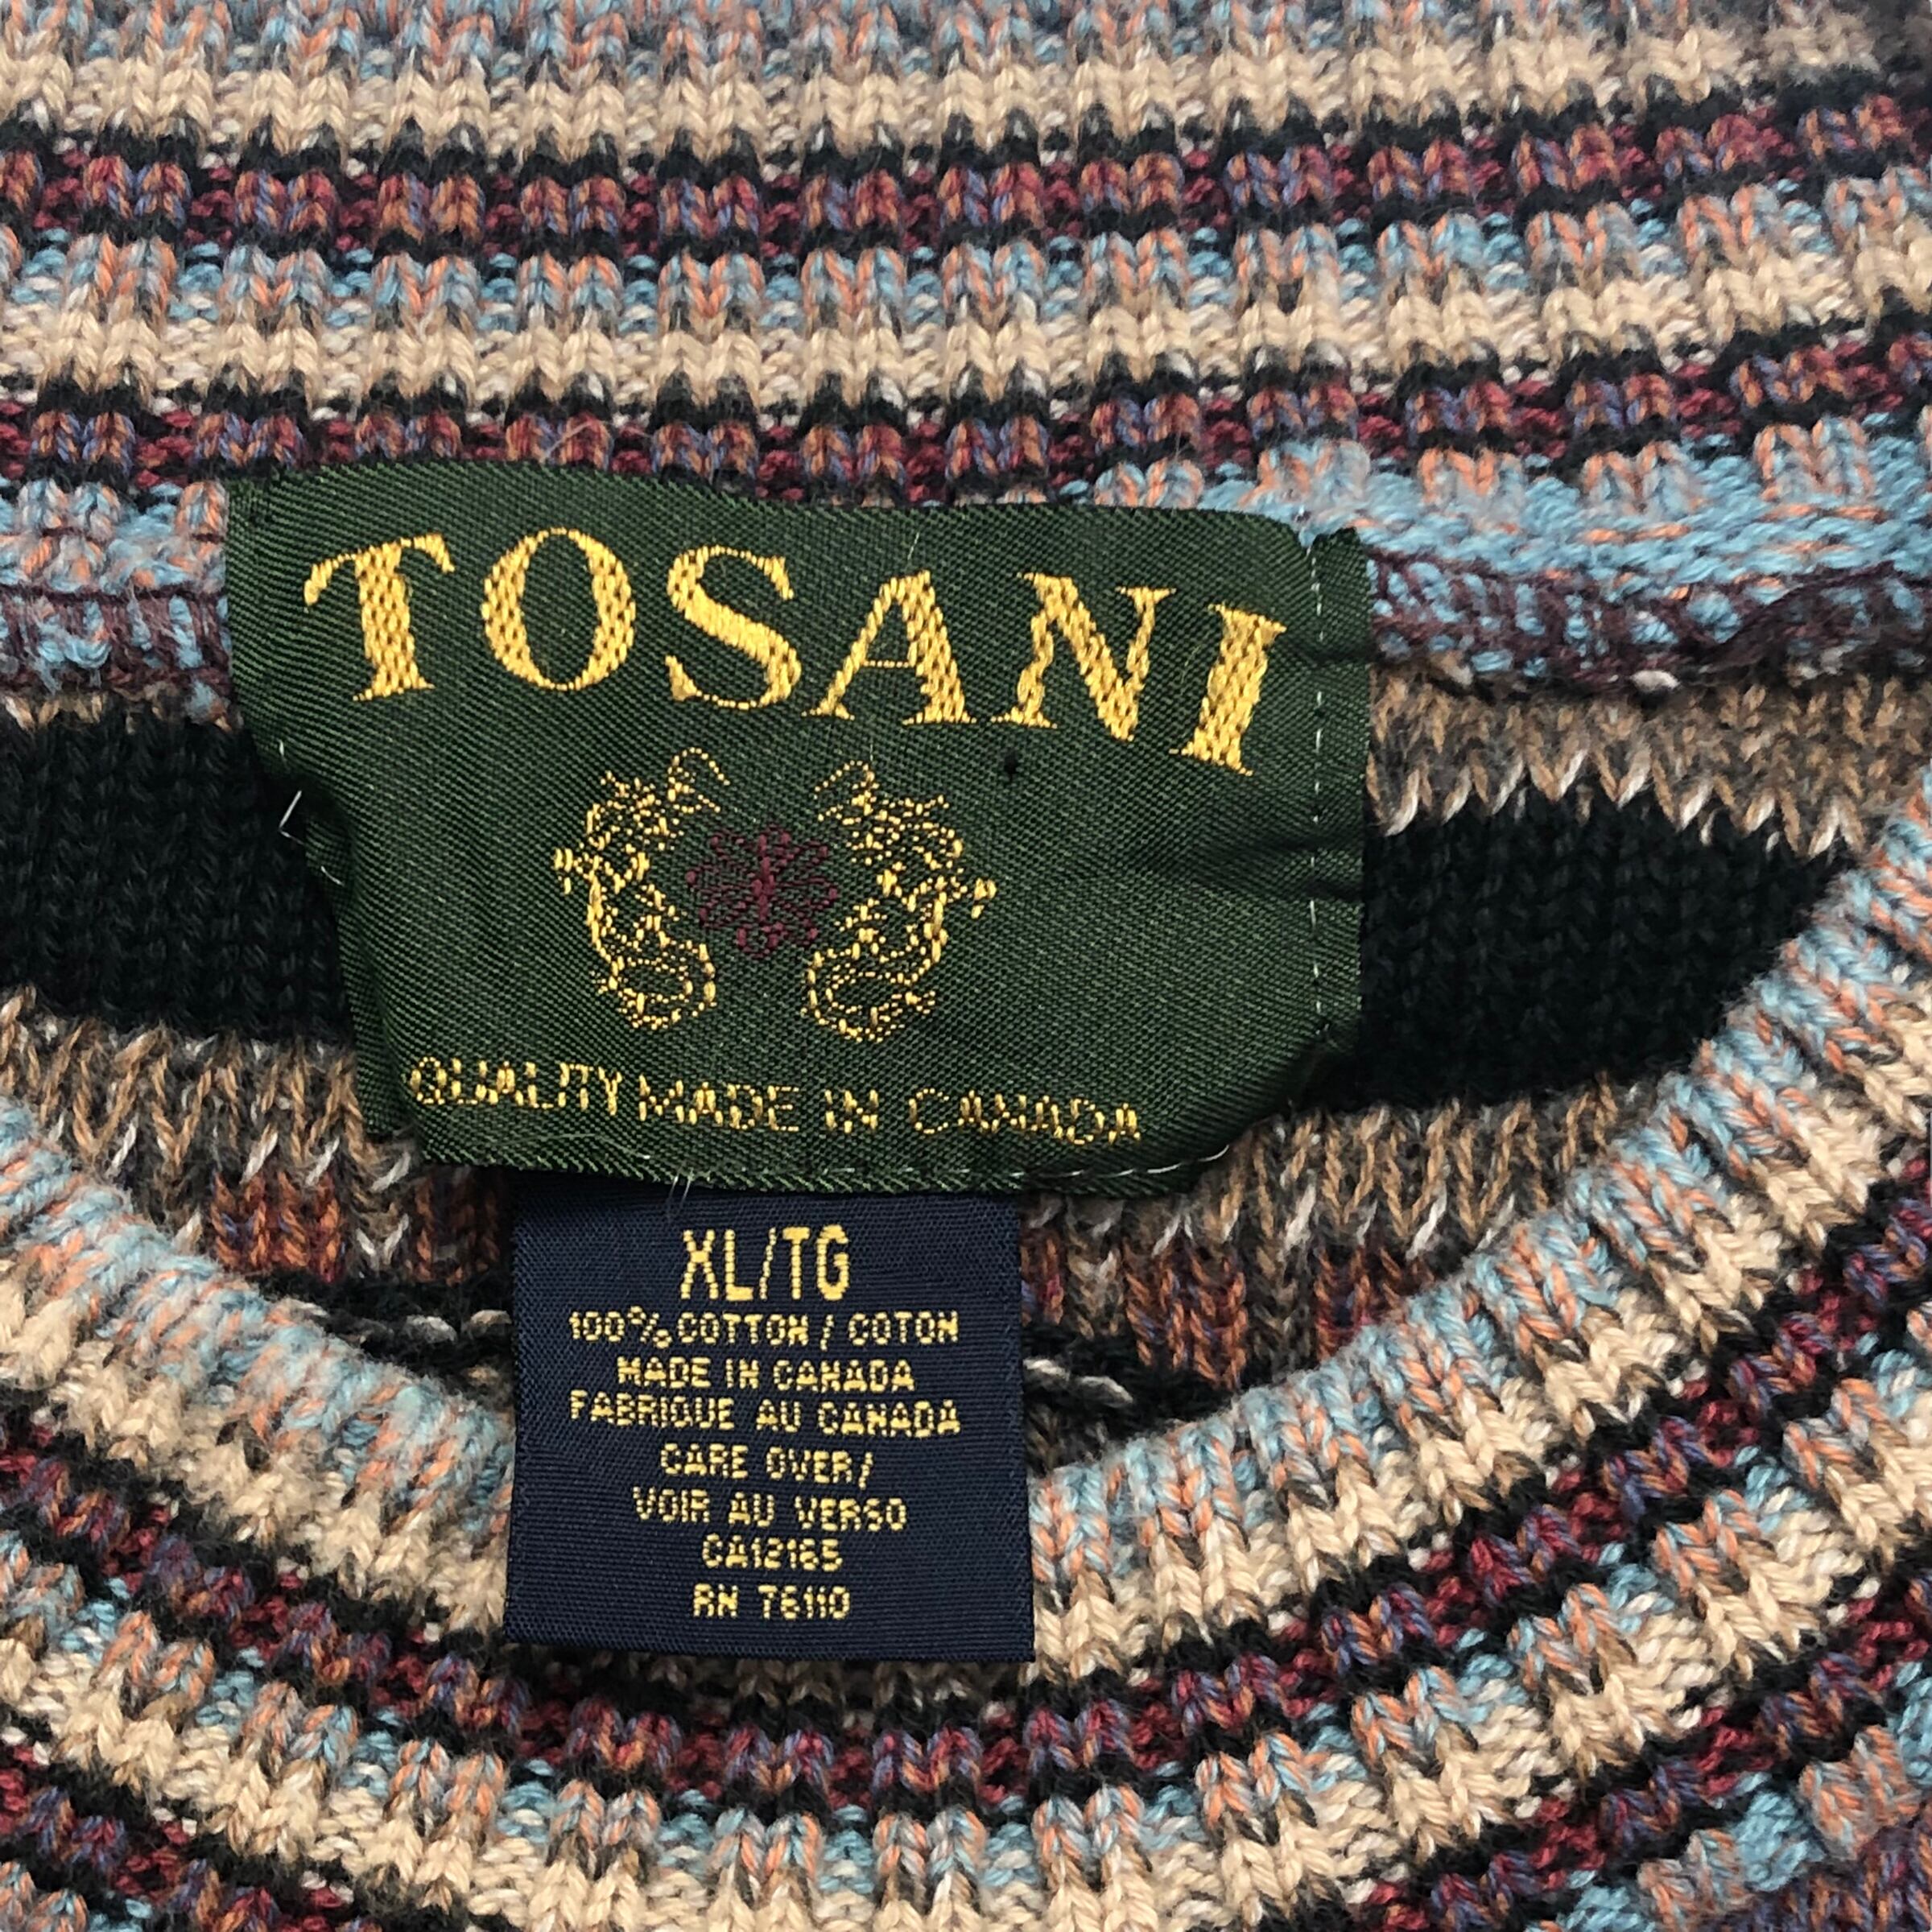 TOSANI
QUALITY MADE IN CANADA
XL/TG
100% COTTON / COTON
MADE IN CANADA
FABRIQUE AU CANADA
CARE OVER/
VOIR AU VERSO
CA12165
RN 76110